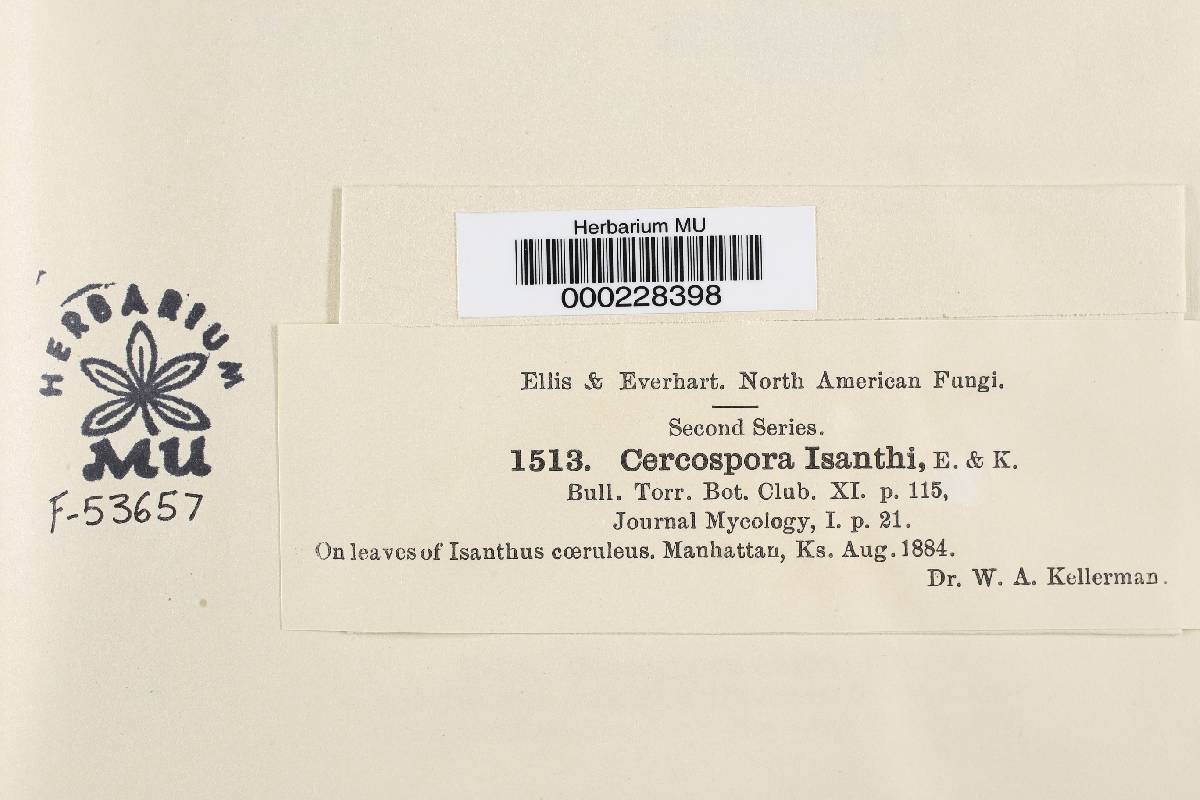 Herbarium MU
000228398
HERBARIUM
MU
F-53657
Ellis & Everhart. North American Fungi.
Second Series.
1513. Cercospora Isanthi, E. & K.
Bull. Torr. Bot. Club. XI. p. 115,
Journal Mycology, I. p. 21.
On leaves of Isanthus cœruleus. Manhattan, Ks. Aug. 1884.
Dr. W. A. Kellerman.